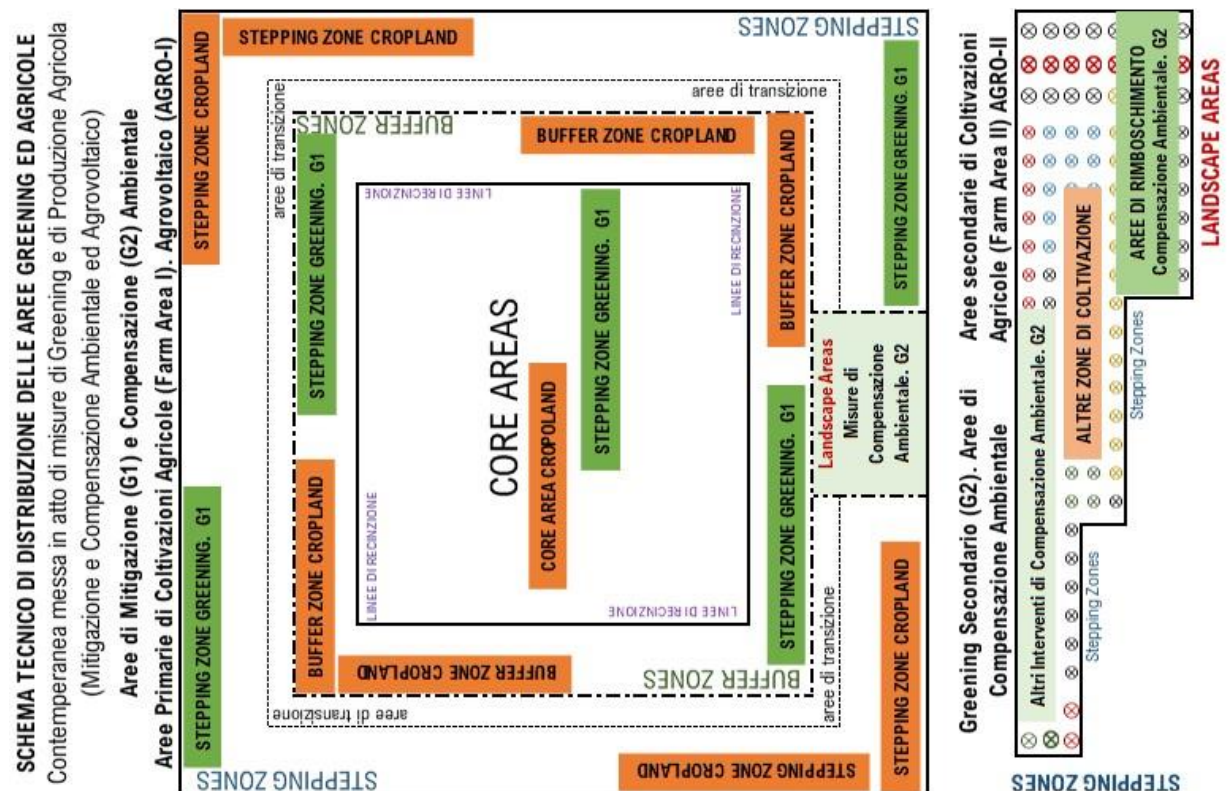 SCHEMA TECNICO DI DISTRIBUZIONE DELLE AREE GREENING ED AGRICOLE
Contemperanea messa in atto di misure di Greening e di Produzione Agricola
(Mitigazione e Compensazione Ambientale ed Agrovoltaico)
Aree di Mitigazione (G1) e Compensazione (G2) Ambientale
Aree Primarie di Coltivazioni Agricole (Farm Area I). Agrovoltaico (AGRO-I)
STEPPING ZONES
STEPPING ZONE GREENING. G1
STEPPING ZONE CROPLAND
STEPPING ZONE CROPLAND
STEPPING ZONES
aree di transizione
aree di transizione
BUFFER ZONE CROPLAND
STEPPING ZONE GREENING. G1
BUFFER ZONES
BUFFER ZONE CROPLAND
LINEE DI RECINZIONE
LINEE DI RECINZIONE
BUFFER ZONE CROPLAND
CORE AREAS
CORE AREA CROPOLAND
STEPPING ZONE GREENING. G1
LINEE DI RECINZIONE
LINEE DI RECINZIONE
BUFFER ZONES
STEPPING ZONE GREENING. G1
BUFFER ZONE CROPLAND
aree di transizione
aree di transizione
Landscape Areas
Misure di
Compensazione
Ambientale. G2
STEPPING ZONE CROPLAND
STEPPING ZONE CROPLAND
STEPPING ZONE GREENING. G1
Greening Secondario (G2). Aree di
Compensazione Ambientale
Aree secondarie di Coltivazioni
Agricole (Farm Area II) AGRO-II
Altri Interventi di Compensazione Ambientale. G2
ALTRE ZONE DI COLTIVAZIONE
AREE DI RIMBOSCHIMENTO
Compensazione Ambientale. G2
Stepping Zones
Stepping Zones
STEPPING ZONES
LANDSCAPE AREAS